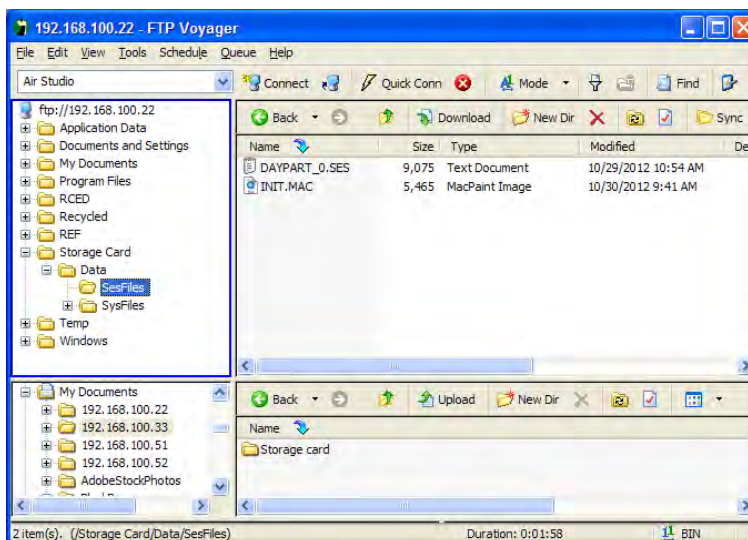 192.168.100.22 - FTP Voyager
File Edit View Tools Schedule Queue Help
Air Studio Connect Quick Conn Mode Find
ftp://192.168.100.22
Application Data
Documents and Settings
My Documents
Program Files
RCED
Recycled
REF
Storage Card
Data
SesFiles
SysFiles
Temp
Windows
Back Download New Dir Sync
Name Size Type Modified De
DAYPART_0.SES 9,075 Text Document 10/29/2012 10:54 AM
INIT.MAC 5,465 MacPaint Image 10/30/2012 9:41 AM
My Documents
192.168.100.22
192.168.100.33
192.168.100.51
192.168.100.52
AdobeStockPhotos
Back Upload New Dir
Name
Storage card
2 item(s). (/Storage Card/Data/SesFiles) Duration: 0:01:58 BIN